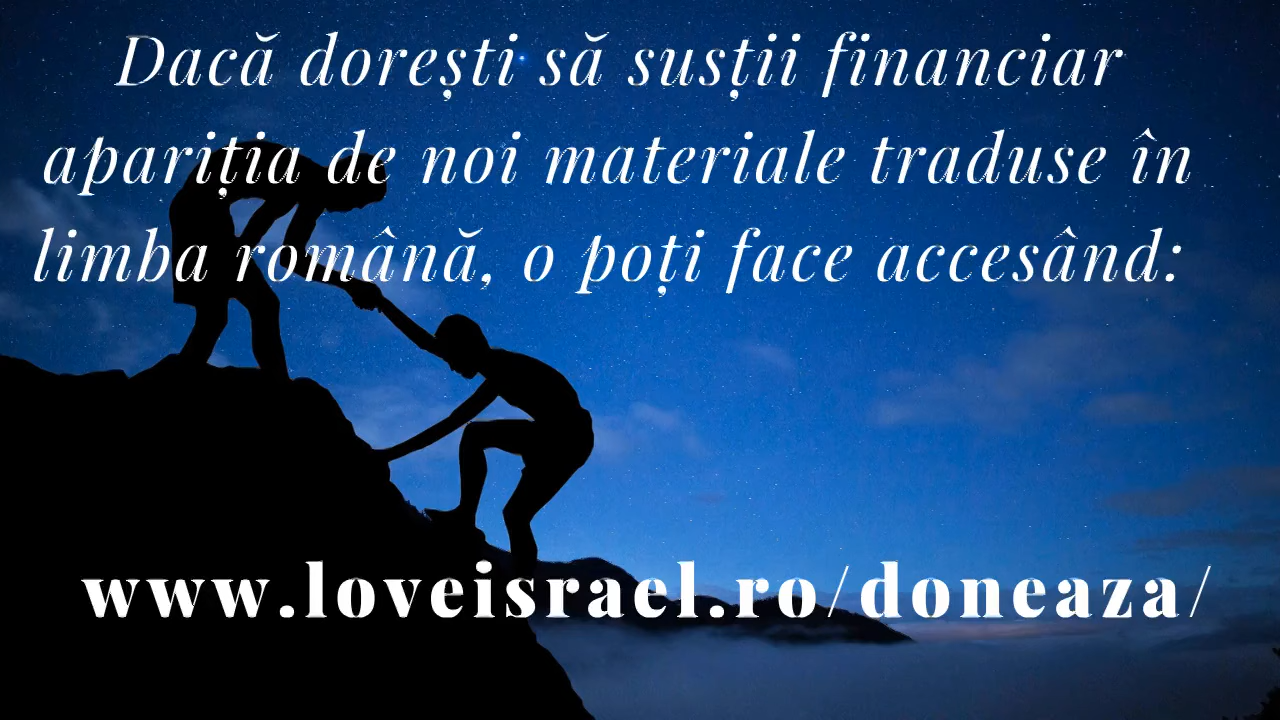 Dacă dorești să susții financiar
apariția de noi materiale traduse în
limba română, o poți face accesând:
www.loveisrael.ro/doneaza/